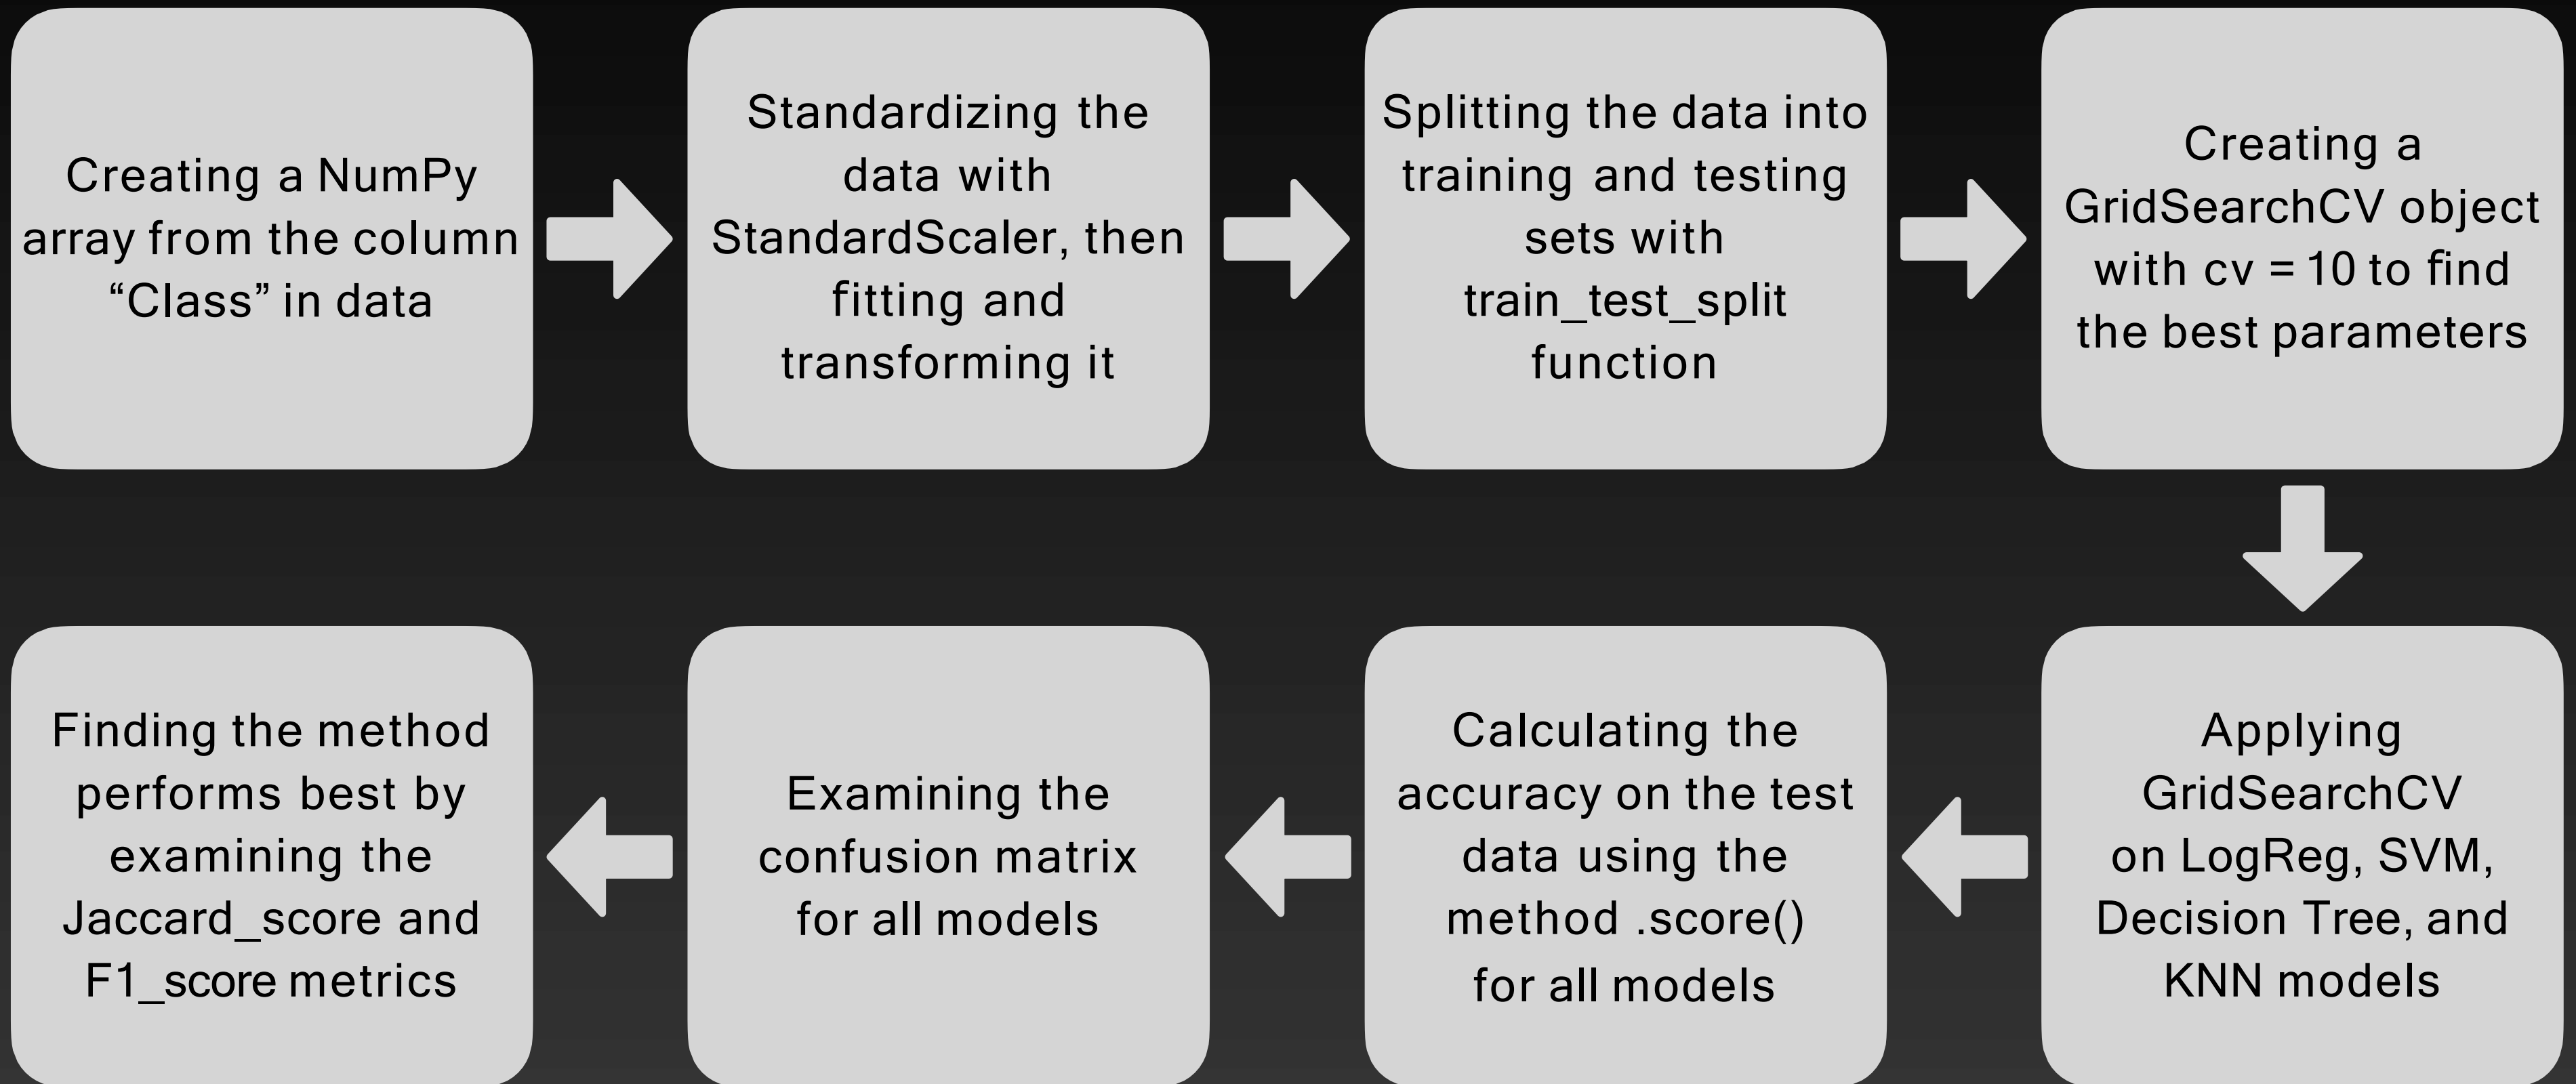 Creating a NumPy
array from the column
“Class” in data
Standardizing the
data with
StandardScaler, then
fitting and
transforming it
Splitting the data into
training and testing
sets with
train_test_split
function
Creating a
GridSearchCV object
with cv = 10 to find
the best parameters
Applying
GridSearchCV
on LogReg, SVM,
Decision Tree, and
KNN models
Calculating the
accuracy on the test
data using the
method .score()
for all models
Examining the
confusion matrix
for all models
Finding the method
performs best by
examining the
Jaccard_score and
F1_score metrics